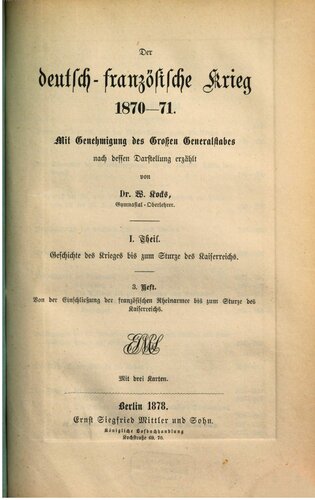 Der
deutsch-französische Krieg
1870—71.
Mit Genehmigung des Großen Generalstabes
nach dessen Darstellung erzählt
von
Dr. W. Kocks,
Gymnasial-Oberlehrer.
I. Theil.
Geschichte des Krieges bis zum Sturze des Kaiserreichs.
3. Heft.
Von der Einschließung der französischen Rheinarmee bis zum Sturze des
Kaiserreichs.
Mit drei Karten.
Berlin 1878.
Ernst Siegfried Mittler und Sohn.
Königliche Hofbuchhandlung
Kochstraße 69. 70.